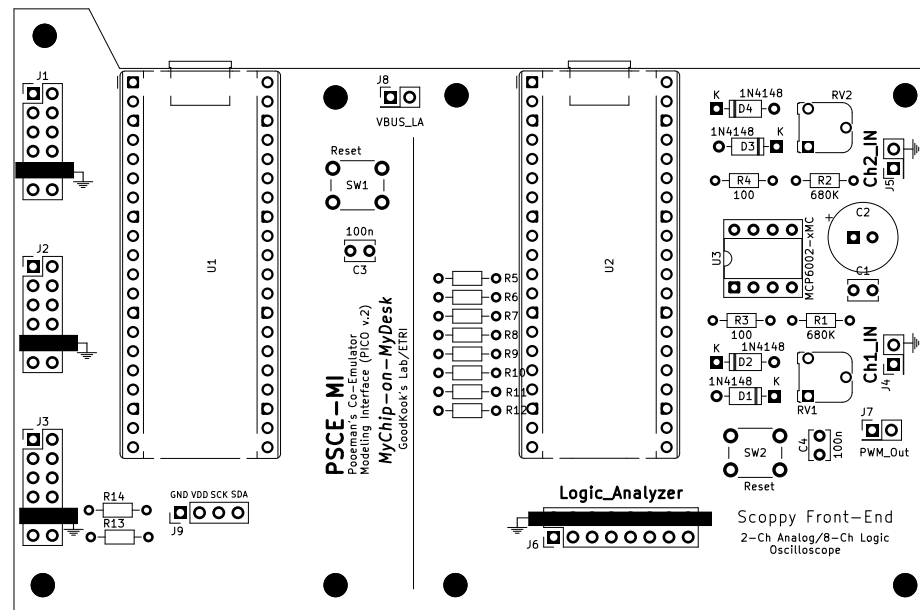 J1
J8
VBUS_LA
K
1N4148
RV2
D4
1N4148
K
D3
Ch2_IN
J5
Reset
SW1
R4
100
R2
680K
100n
C3
C2
+
U1
U2
U3
MCP6002-xMC
C1
J2
R5
R6
R7
R8
R9
R10
R11
R12
R3
100
R1
680K
Ch1_IN
J4
K
1N4148
D2
1N4148
K
D1
RV1
PSCE-MI
Pooeman's Co-Emulator
Modeling Interface (PICO v.2)
MyChip-on-MyDesk
GoodKook's Lab/ETRI
J3
J7
PWM_Out
SW2
Reset
C4
100n
R14
R13
GND VDD SCK SDA
J9
Logic_Analyzer
J6
Scoppy Front-End
2-Ch Analog/8-Ch Logic
Oscilloscope